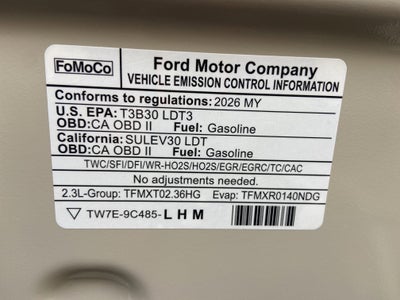 FoMoCo
Ford Motor Company
VEHICLE EMISSION CONTROL INFORMATION
Conforms to regulations: 2026 MY
U.S. EPA: T3B30 LDT3
OBD: CA OBD II Fuel: Gasoline
California: SULEV30 LDT
OBD: CA OBD II Fuel: Gasoline
TWC/SFI/DFI/WR-HO2S/HO2S/EGR/EGRC/TC/CAC
No adjustments needed.
2.3L-Group: TFMXT02.36HG Evap: TFMXR0140NDG
TW7E-9C485-LHM